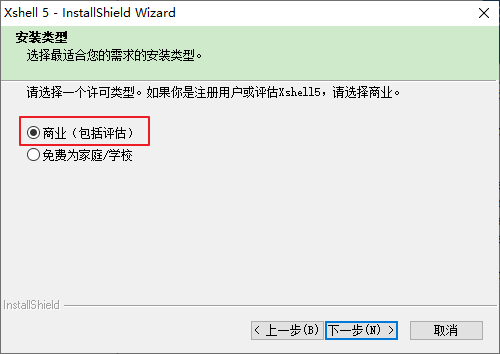 Xshell 5 - InstallShield Wizard
安装类型
选择最适合您的需求的安装类型。
请选择一个许可类型。如果你是注册用户或评估Xshell5，请选择商业。
商业（包括评估）
免费为家庭/学校
InstallShield
< 上一步(B) 下一步(N) > 取消